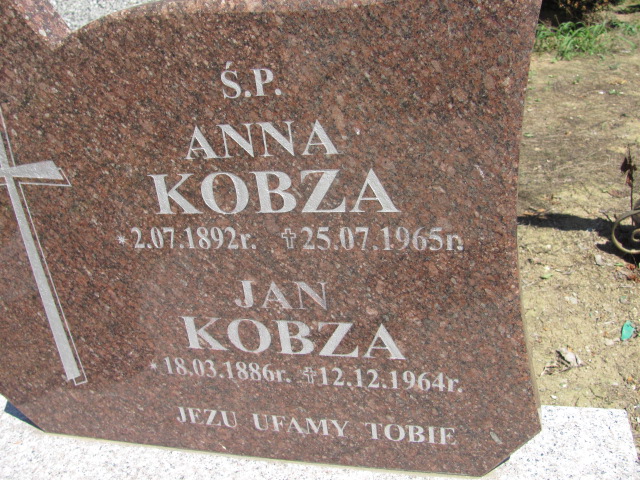 Ś.P.
ANNA
KOBZA
*2.07.1892r. ✝25.07.1965r.
JAN
KOBZA
*18.03.1886r. ✝12.12.1964r.
JEZU UFAMY TOBIE